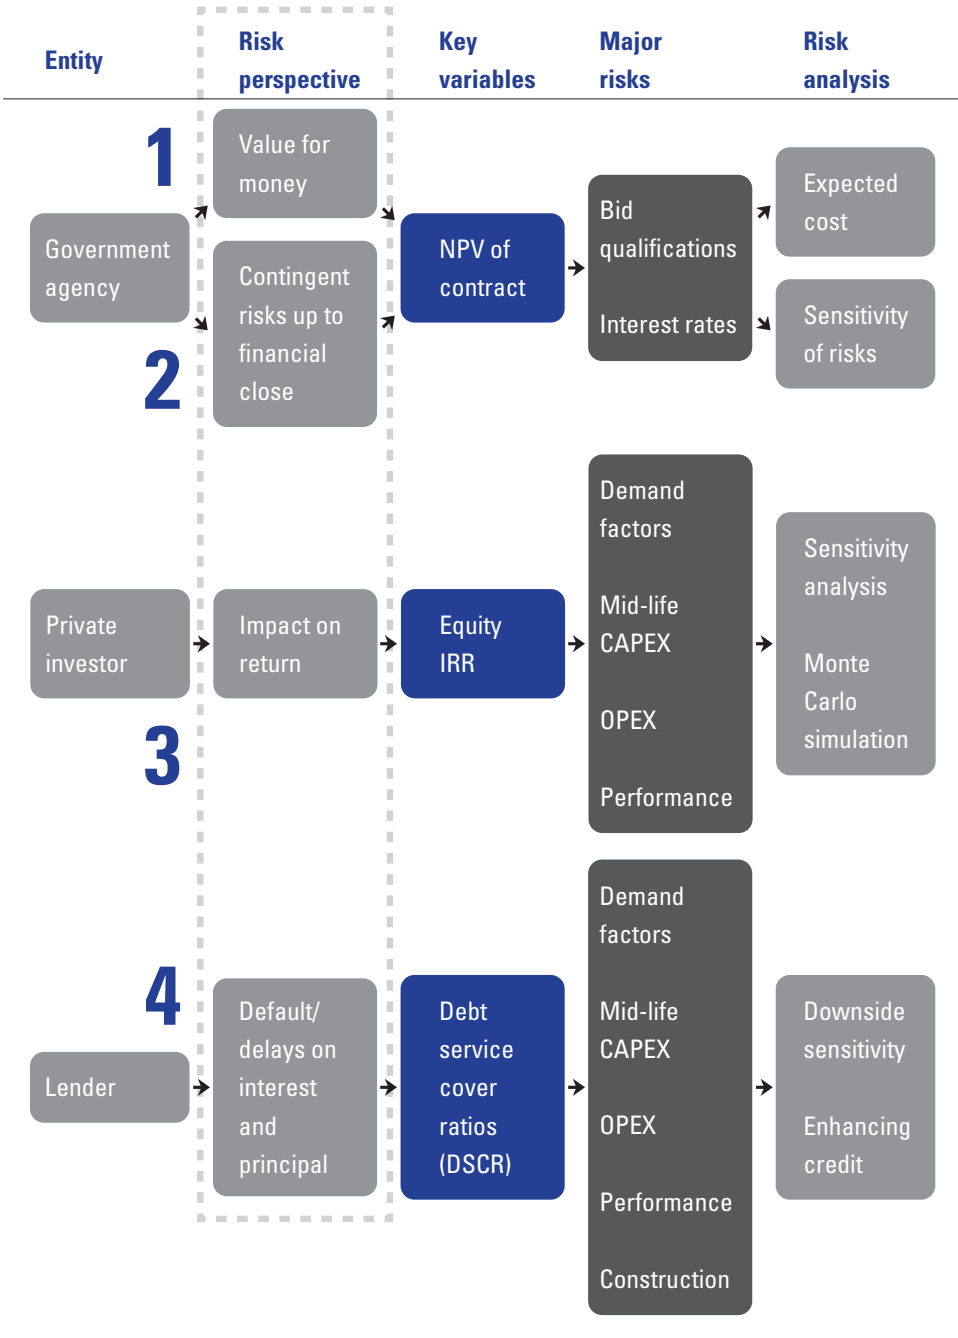 Entity
Risk
perspective
Key
variables
Major
risks
Risk
analysis
1
Value for
money
Government
agency
2
Contingent
risks up to
financial
close
NPV of
contract
Bid
qualifications
Interest rates
Expected
cost
Sensitivity
of risks
Private
investor
3
Impact on
return
Equity
IRR
Demand
factors
Mid-life
CAPEX
OPEX
Performance
Sensitivity
analysis
Monte
Carlo
simulation
4
Lender
Default/
delays on
interest
and
principal
Debt
service
cover
ratios
(DSCR)
Demand
factors
Mid-life
CAPEX
OPEX
Performance
Construction
Downside
sensitivity
Enhancing
credit